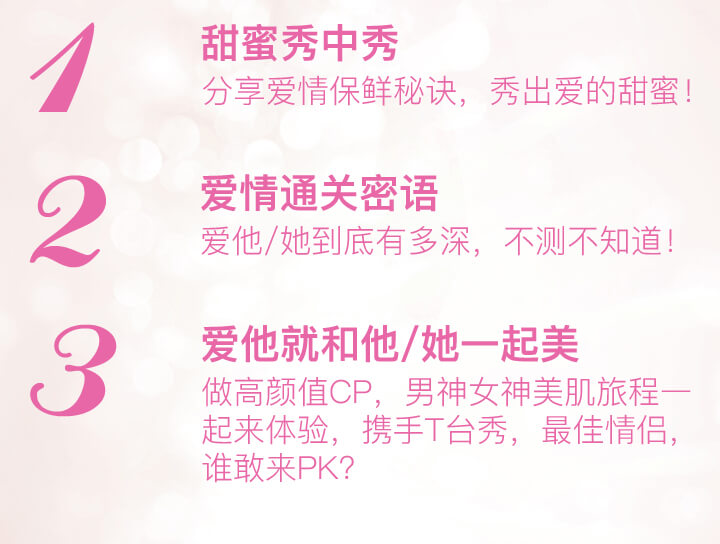 1
甜蜜秀中秀
分享爱情保鲜秘诀，秀出爱的甜蜜！
2
爱情通关密语
爱他/她到底有多深，不测不知道！
3
爱他就和他/她一起美
做高颜值CP，男神女神美肌旅程一
起来体验，携手T台秀，最佳情侣，
谁敢来PK？